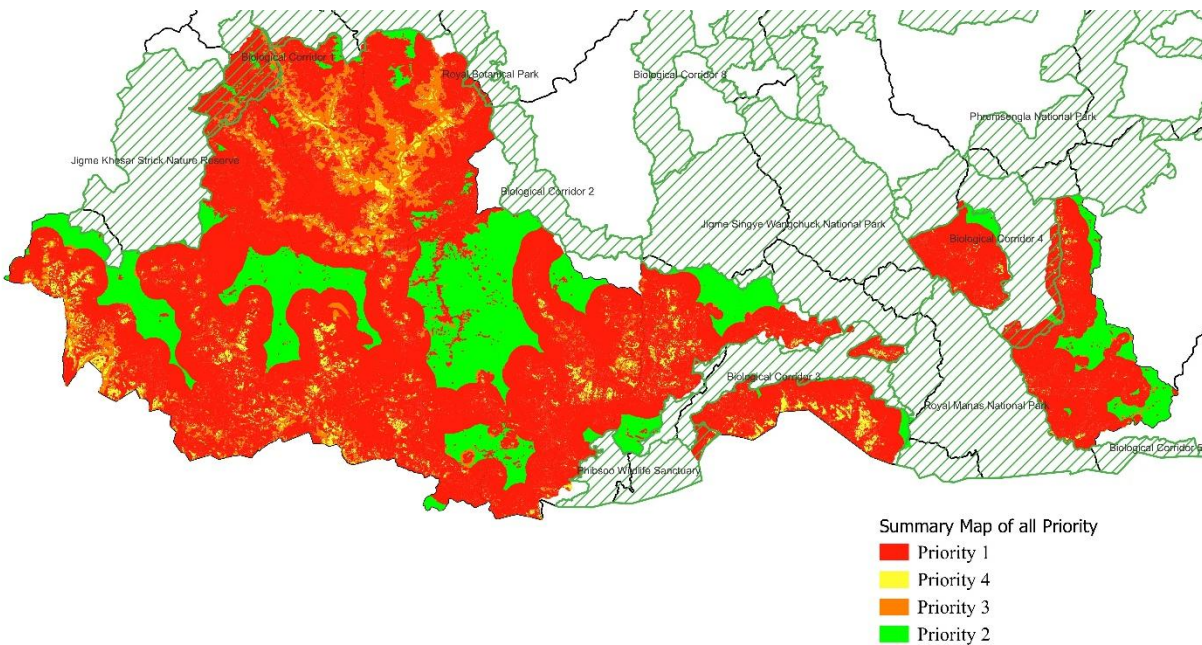 Biological Corridor 1
Royal Botanical Park
Biological Corridor 8
Phrumsengla National Park
Jigme Khesar Strick Nature Reserve
Biological Corridor 2
Jigme Singye Wangchuck National Park
Biological Corridor 4
Biological Corridor 3
Royal Manas National Park
Biological Corridor 5
Phibsoo Wildlife Sanctuary
Summary Map of all Priority
Priority 1
Priority 4
Priority 3
Priority 2